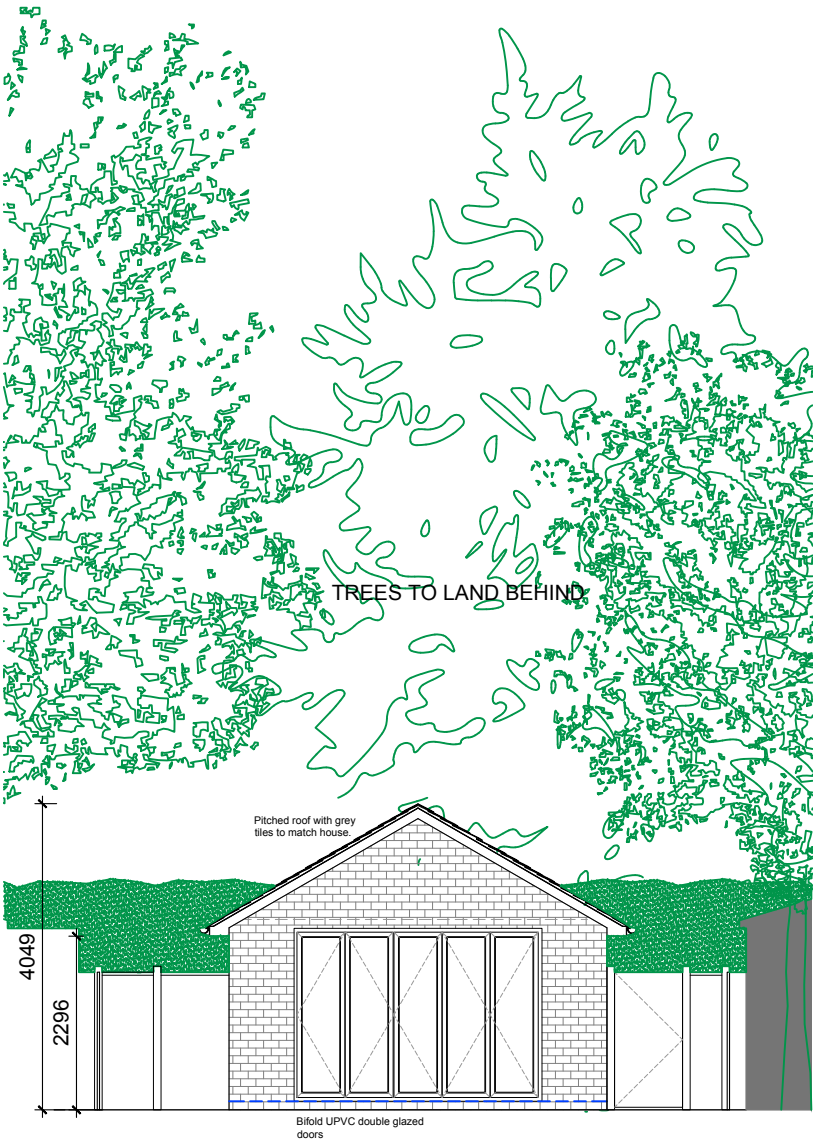 TREES TO LAND BEHIND
Pitched roof with grey
tiles to match house.
4049
2296
Bifold UPVC double glazed
doors